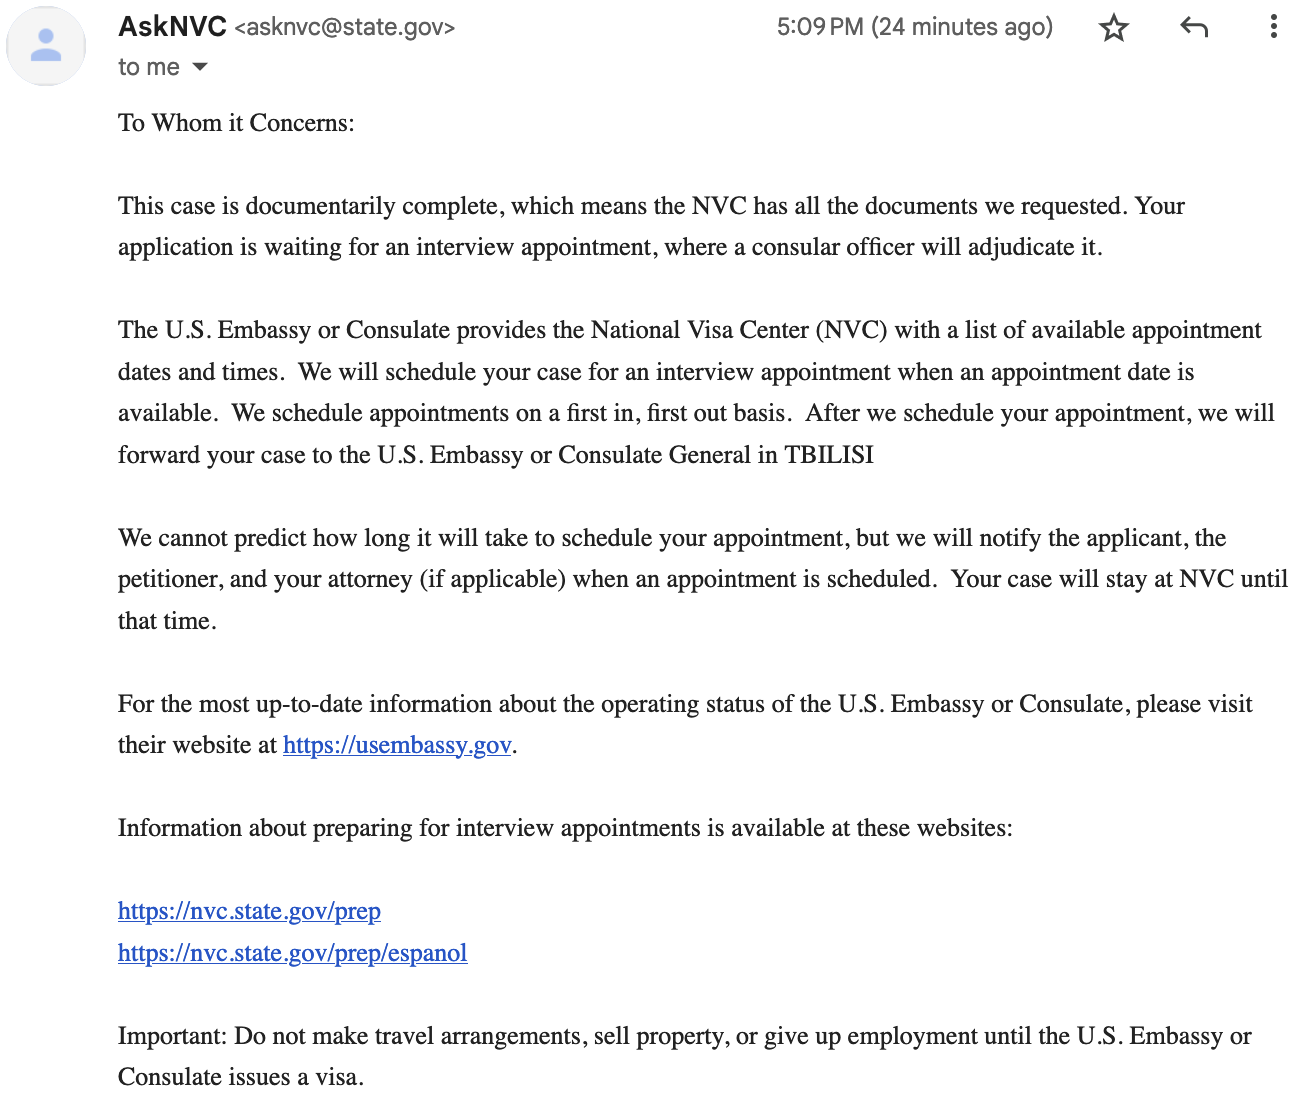 AskNVC <asknvc@state.gov>
5:09 PM (24 minutes ago)
to me
To Whom it Concerns:
This case is documentarily complete, which means the NVC has all the documents we requested. Your
application is waiting for an interview appointment, where a consular officer will adjudicate it.
The U.S. Embassy or Consulate provides the National Visa Center (NVC) with a list of available appointment
dates and times.  We will schedule your case for an interview appointment when an appointment date is
available.  We schedule appointments on a first in, first out basis.  After we schedule your appointment, we will
forward your case to the U.S. Embassy or Consulate General in TBILISI
We cannot predict how long it will take to schedule your appointment, but we will notify the applicant, the
petitioner, and your attorney (if applicable) when an appointment is scheduled.  Your case will stay at NVC until
that time.
For the most up-to-date information about the operating status of the U.S. Embassy or Consulate, please visit
their website at https://usembassy.gov.
Information about preparing for interview appointments is available at these websites:
https://nvc.state.gov/prep
https://nvc.state.gov/prep/espanol
Important: Do not make travel arrangements, sell property, or give up employment until the U.S. Embassy or
Consulate issues a visa.